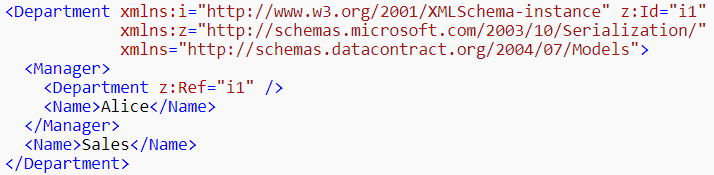 <Department xmlns:i="http://www.w3.org/2001/XMLSchema-instance" z:Id="i1"
xmlns:z="http://schemas.microsoft.com/2003/10/Serialization/"
xmlns="http://schemas.datacontract.org/2004/07/Models">
<Manager>
<Department z:Ref="i1" />
<Name>Alice</Name>
</Manager>
<Name>Sales</Name>
</Department>